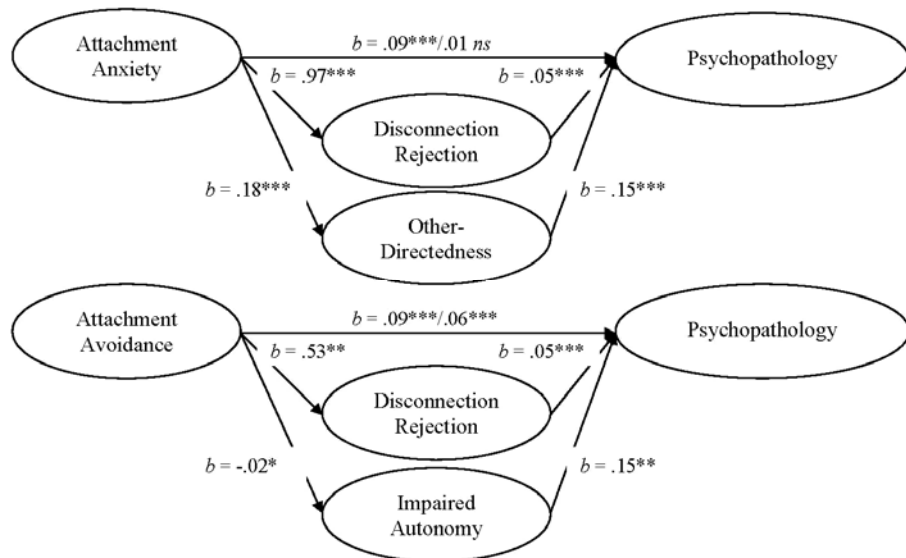 Attachment
Anxiety
b = .09***/.01 ns
Psychopathology
b = .97***
b = .05***
Disconnection
Rejection
b = .18***
b = .15***
Other-
Directedness
Attachment
Avoidance
b = .09***/.06***
Psychopathology
b = .53**
b = .05***
Disconnection
Rejection
b = -.02*
b = .15**
Impaired
Autonomy